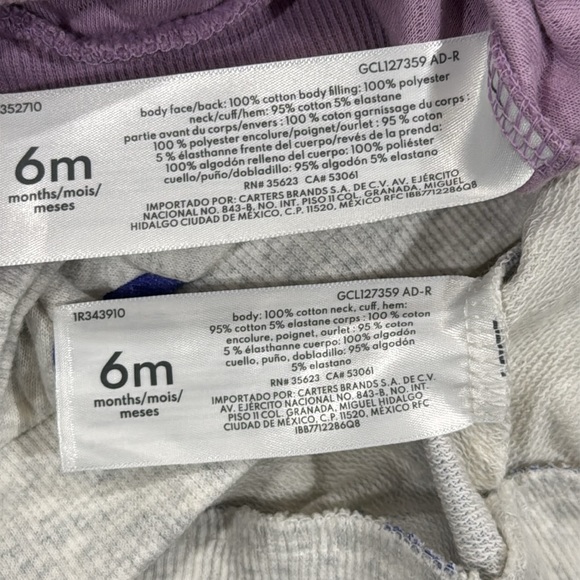 352710
GCL127359 AD-R
6m
months/mois/
meses
body face/back: 100% cotton body filling: 100% polyester
neck/cuff/hem: 95% cotton 5% elastane
partie avant du corps/envers : 100 % coton garnissage du corps :
100 % polyester encolure/poignet/ourlet : 95 % coton
5 % élasthanne frente del cuerpo/revés de la prenda:
100% algodón relleno del cuerpo: 100% poliéster
cuello/puño/dobladillo: 95% algodón 5% elastano
RN# 35623 CA# 53061
IMPORTADO POR: CARTERS BRANDS S.A. DE C.V. AV. EJÉRCITO
NACIONAL NO. 843-B, NO. INT. PISO 11 COL. GRANADA, MIGUEL
HIDALGO CIUDAD DE MÉXICO, C.P. 11520, MÉXICO RFC IBB7712286Q8
1R343910
GCL127359 AD-R
6m
months/mois/
meses
body: 100% cotton neck, cuff, hem:
95% cotton 5% elastane corps : 100 % coton
encolure, poignet, ourlet : 95 % coton
5 % élasthanne cuerpo: 100% algodón
cuello, puño, dobladillo: 95% algodón
5% elastano
RN# 35623 CA# 53061
IMPORTADO POR: CARTERS BRANDS S.A. DE C.V.
AV. EJÉRCITO NACIONAL NO. 843-B, NO. INT.
PISO 11 COL. GRANADA, MIGUEL HIDALGO
CIUDAD DE MÉXICO, C.P. 11520, MÉXICO RFC
IBB7712286Q8